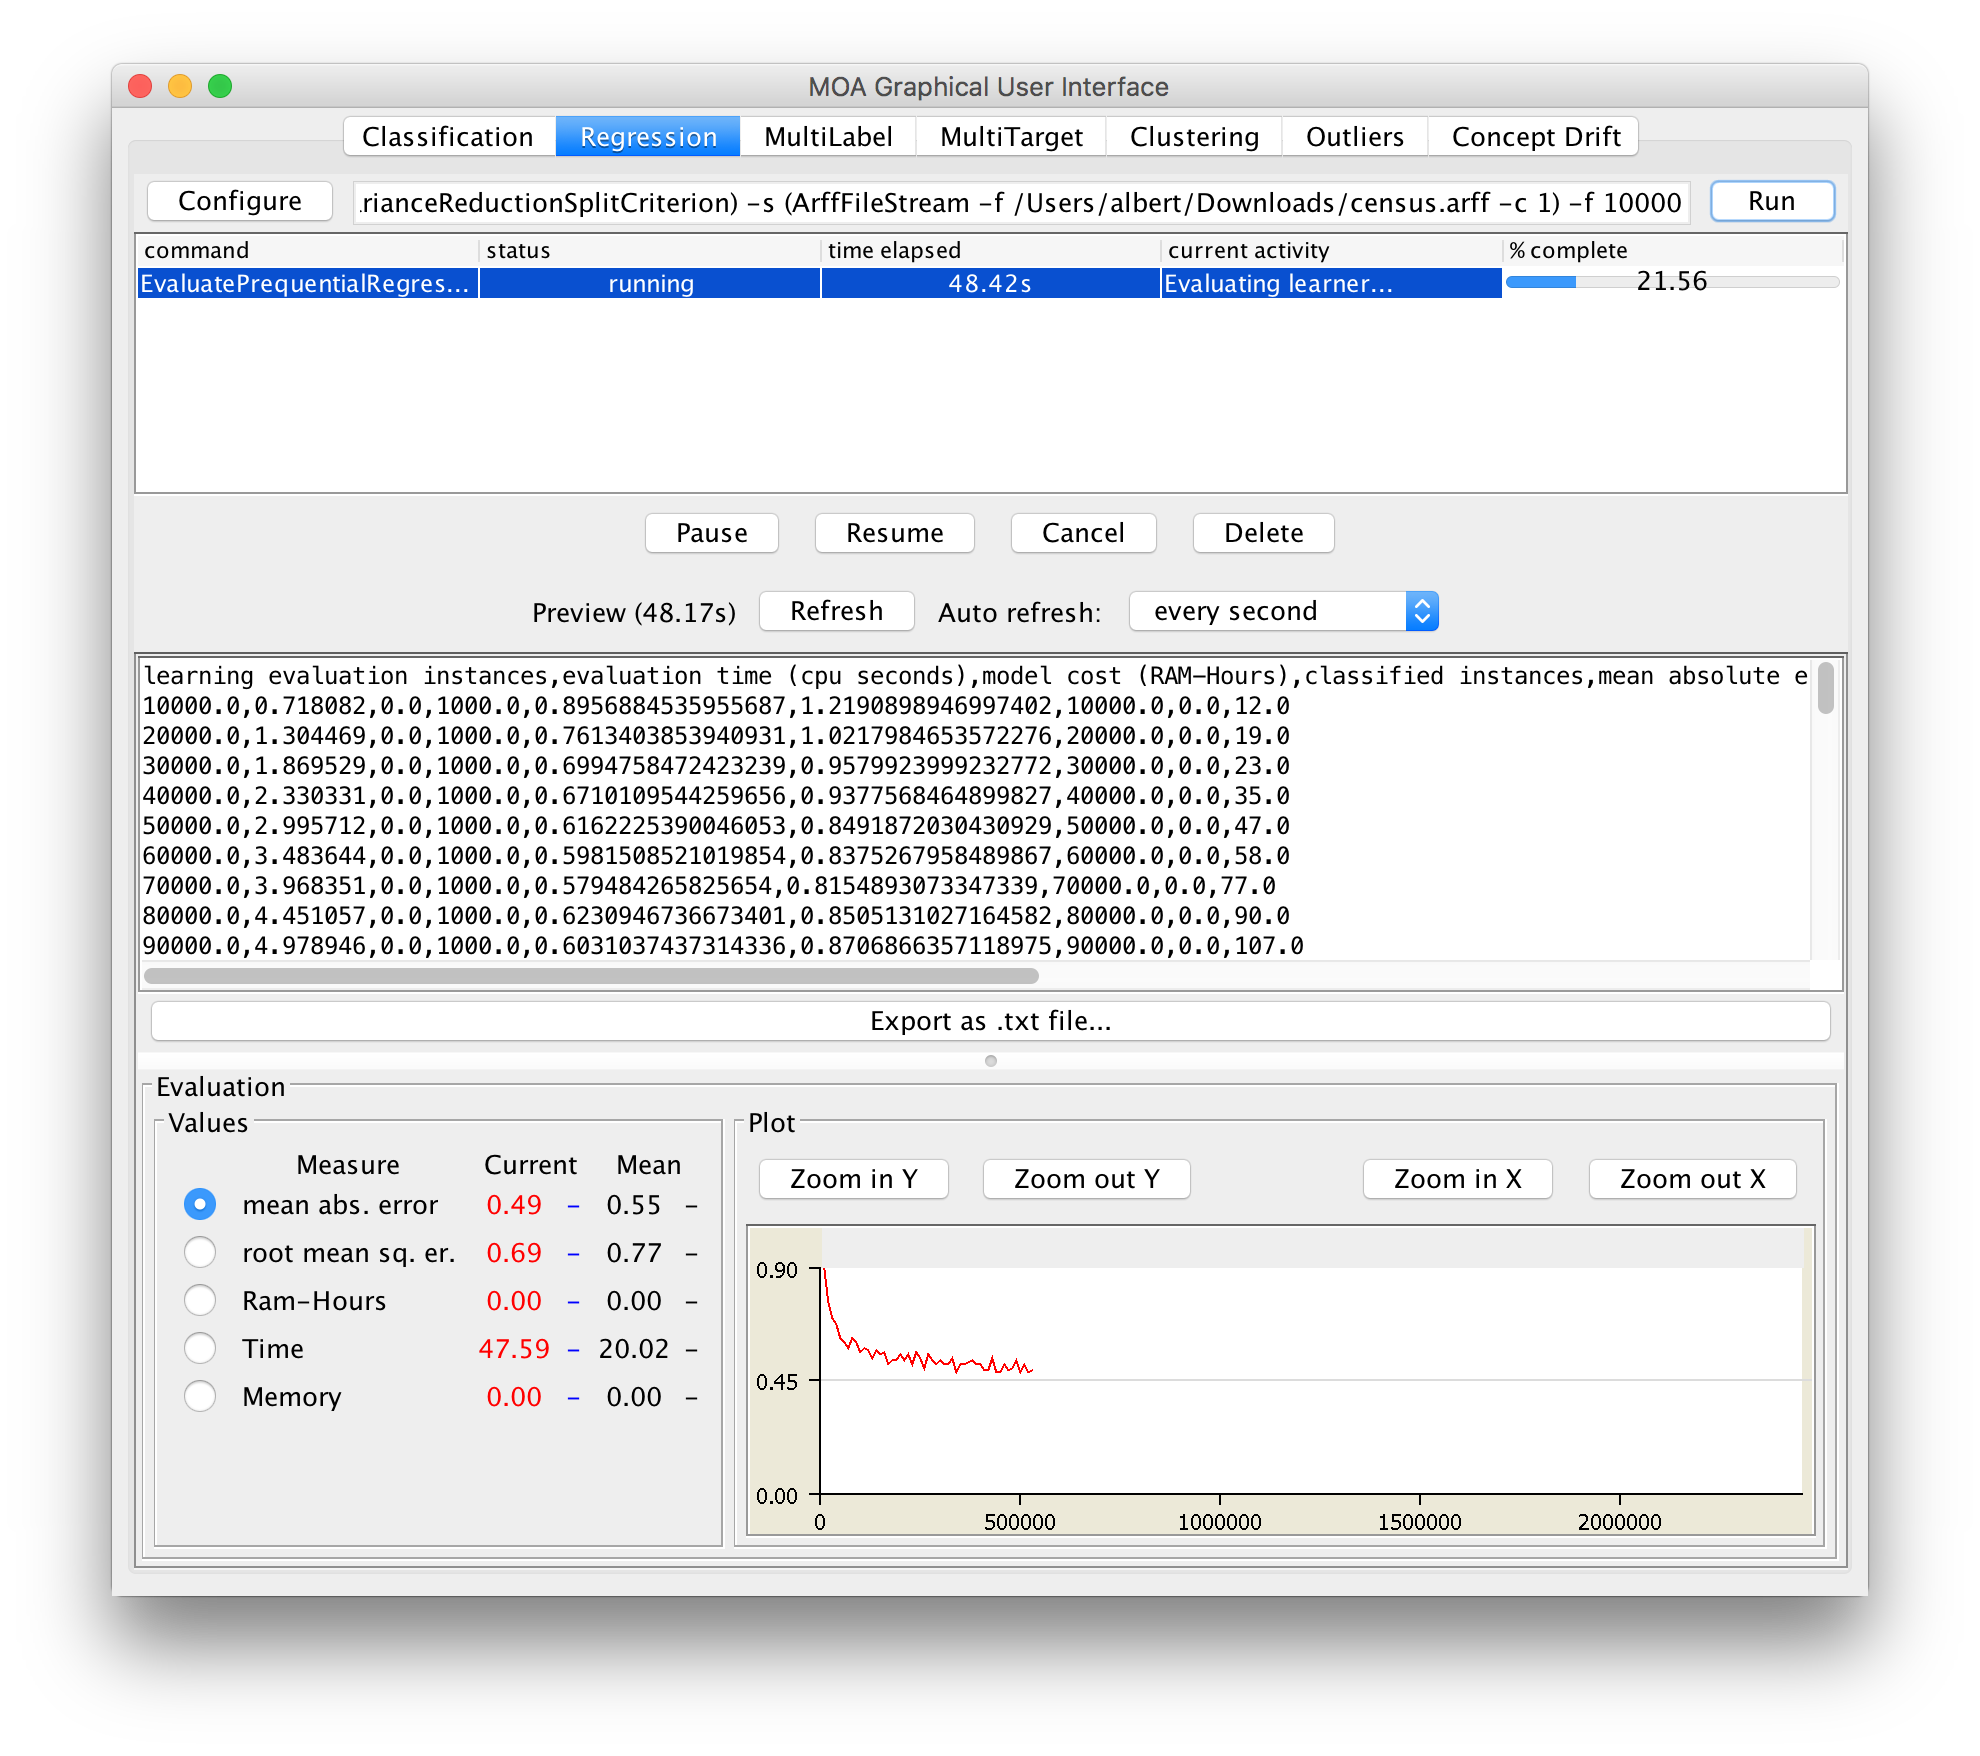 MOA Graphical User Interface
Classification Regression MultiLabel MultiTarget Clustering Outliers Concept Drift
Configure rianceReductionSplitCriterion) -s (ArffFileStream -f /Users/albert/Downloads/census.arff -c 1) -f 10000 Run
command status time elapsed current activity % complete
EvaluatePrequentialRegres... running 48.42s Evaluating learner... 21.56
Pause Resume Cancel Delete
Preview (48.17s) Refresh Auto refresh: every second
learning evaluation instances,evaluation time (cpu seconds),model cost (RAM-Hours),classified instances,mean absolute e
10000.0,0.718082,0.0,1000.0,0.8956884535955687,1.2190898946997402,10000.0,0.0,12.0
20000.0,1.304469,0.0,1000.0,0.7613403853940931,1.0217984653572276,20000.0,0.0,19.0
30000.0,1.869529,0.0,1000.0,0.6994758472423239,0.9579923999232772,30000.0,0.0,23.0
40000.0,2.330331,0.0,1000.0,0.6710109544259656,0.9377568464899827,40000.0,0.0,35.0
50000.0,2.995712,0.0,1000.0,0.6162225390046053,0.8491872030430929,50000.0,0.0,47.0
60000.0,3.483644,0.0,1000.0,0.5981508521019854,0.8375267958489867,60000.0,0.0,58.0
70000.0,3.968351,0.0,1000.0,0.579484265825654,0.8154893073347339,70000.0,0.0,77.0
80000.0,4.451057,0.0,1000.0,0.6230946736673401,0.8505131027164582,80000.0,0.0,90.0
90000.0,4.978946,0.0,1000.0,0.6031037437314336,0.8706866357118975,90000.0,0.0,107.0
Export as .txt file...
Evaluation
Values
Measure Current Mean
mean abs. error 0.49 - 0.55 -
root mean sq. er. 0.69 - 0.77 -
Ram-Hours 0.00 - 0.00 -
Time 47.59 - 20.02 -
Memory 0.00 - 0.00 -
Plot
Zoom in Y Zoom out Y Zoom in X Zoom out X
0.90
0.45
0.00
0 500000 1000000 1500000 2000000